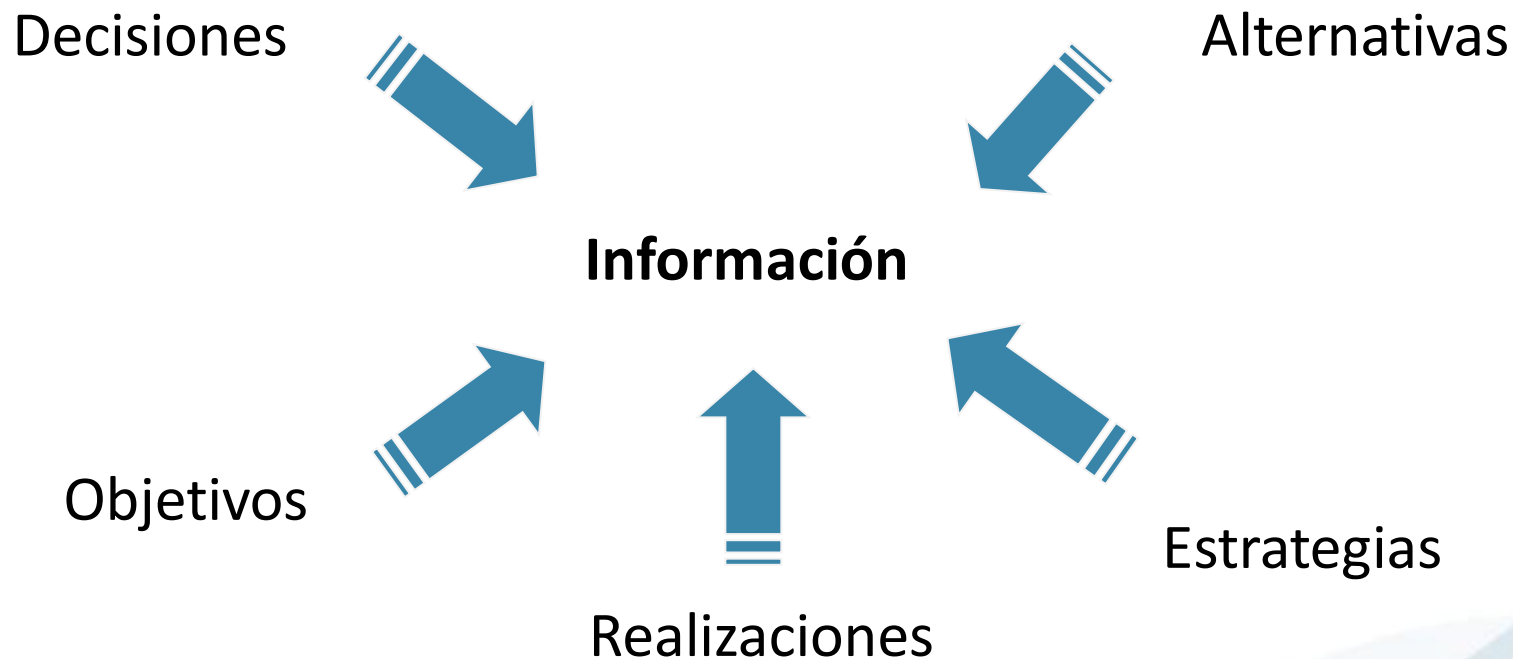 Decisiones
Alternativas
Información
Objetivos
Estrategias
Realizaciones